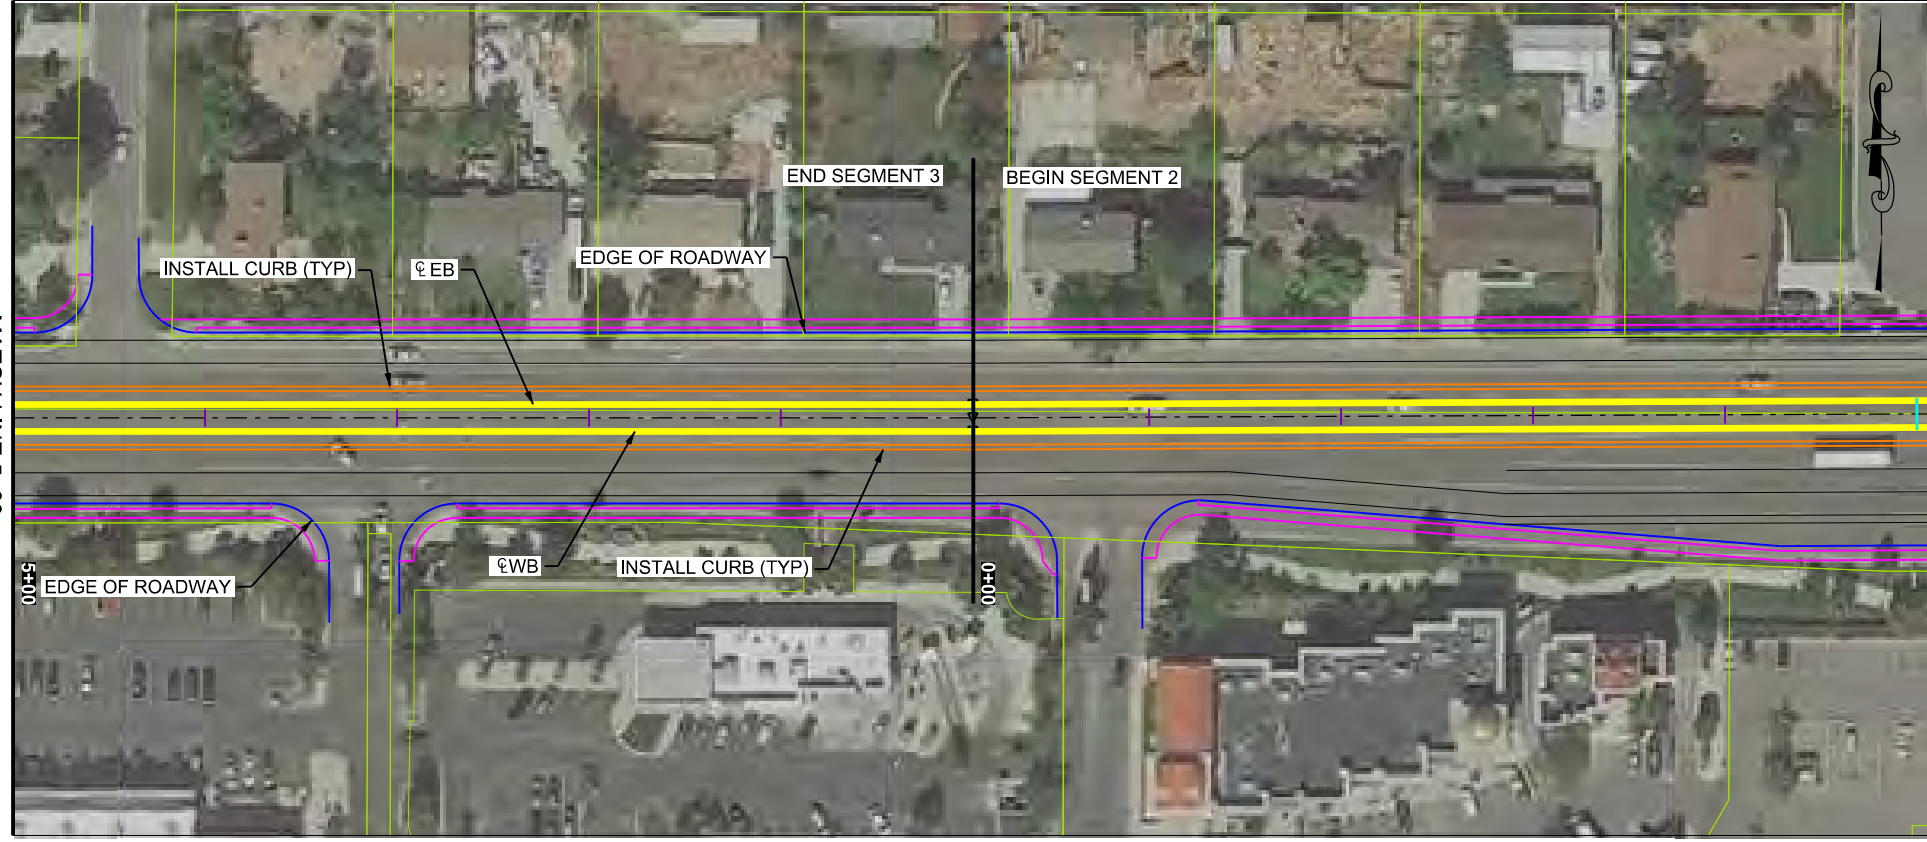 END SEGMENT 3
BEGIN SEGMENT 2
INSTALL CURB (TYP)
℄ EB
EDGE OF ROADWAY
℄ WB
INSTALL CURB (TYP)
EDGE OF ROADWAY
5+00
0+00